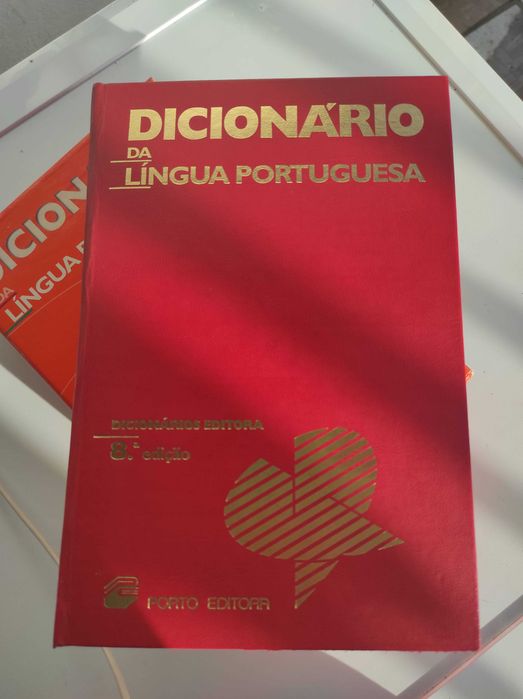 DICIONÁRIO
DA
LÍNGUA PORTUGUESA
DICIONÁRIOS EDITORA
8.ª edição
PORTO EDITORA
DICION
DA
LÍNGUA